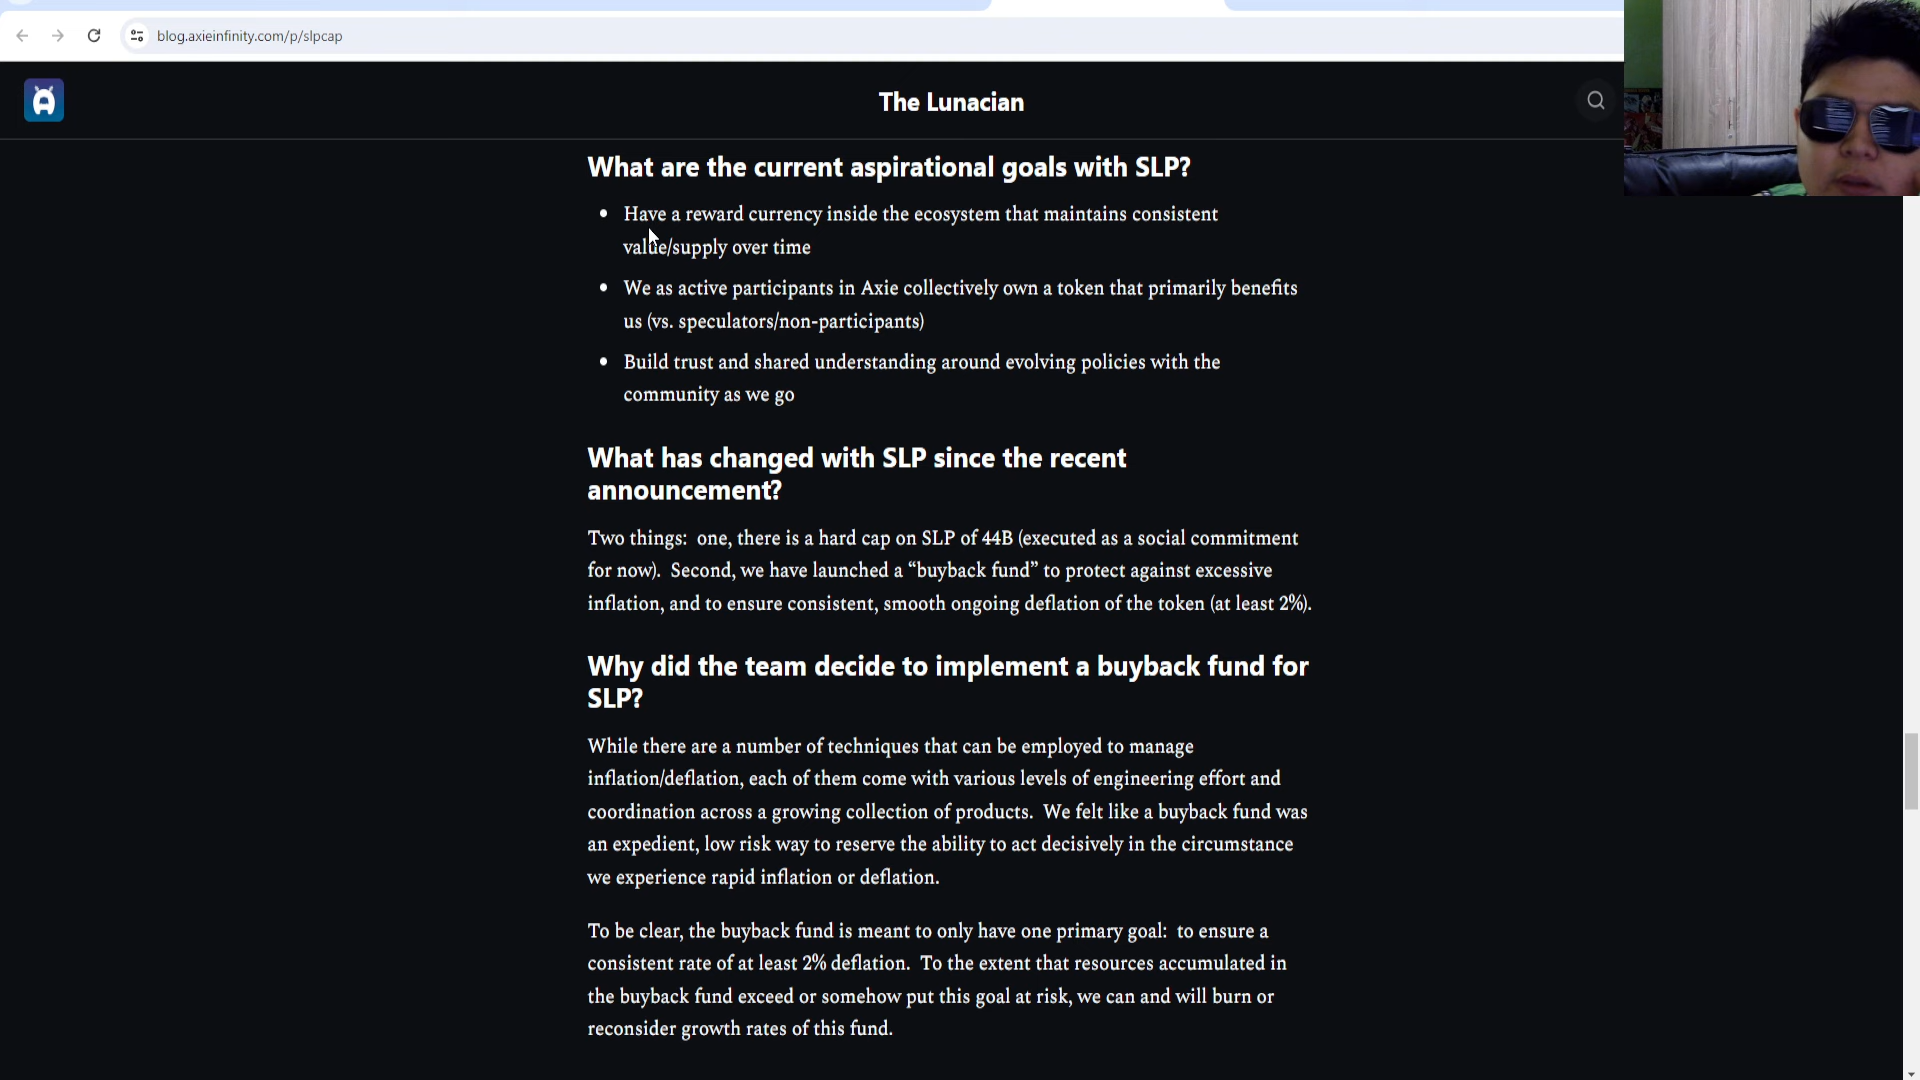 blog.axieinfinity.com/p/slpcap
The Lunacian
What are the current aspirational goals with SLP?
Have a reward currency inside the ecosystem that maintains consistent
value/supply over time
We as active participants in Axie collectively own a token that primarily benefits
us (vs. speculators/non-participants)
Build trust and shared understanding around evolving policies with the
community as we go
What has changed with SLP since the recent
announcement?
Two things:  one, there is a hard cap on SLP of 44B (executed as a social commitment
for now).  Second, we have launched a “buyback fund” to protect against excessive
inflation, and to ensure consistent, smooth ongoing deflation of the token (at least 2%).
Why did the team decide to implement a buyback fund for
SLP?
While there are a number of techniques that can be employed to manage
inflation/deflation, each of them come with various levels of engineering effort and
coordination across a growing collection of products.  We felt like a buyback fund was
an expedient, low risk way to reserve the ability to act decisively in the circumstance
we experience rapid inflation or deflation.
To be clear, the buyback fund is meant to only have one primary goal:  to ensure a
consistent rate of at least 2% deflation.  To the extent that resources accumulated in
the buyback fund exceed or somehow put this goal at risk, we can and will burn or
reconsider growth rates of this fund.